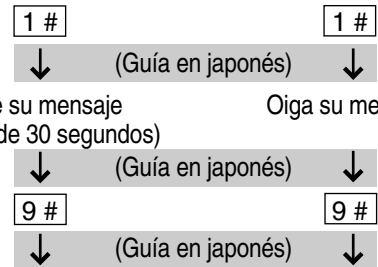 1 # 1 #
(Guía en japonés)
su mensaje Oiga su
de 30 segundos)
(Guía en japonés)
9 # 9 #
(Guía en japonés)